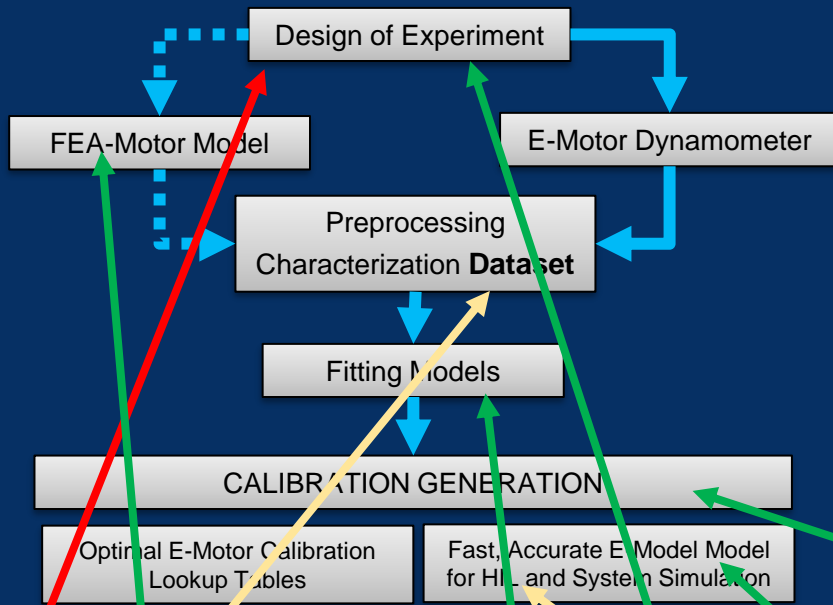 Design of Experiment
FEA-Motor Model
E-Motor Dynamometer
Preprocessing
Characterization Dataset
Fitting Models
CALIBRATION GENERATION
Optimal E-Motor Calibration
Lookup Tables
Fast, Accurate E-Model Model
for HIL and System Simulation